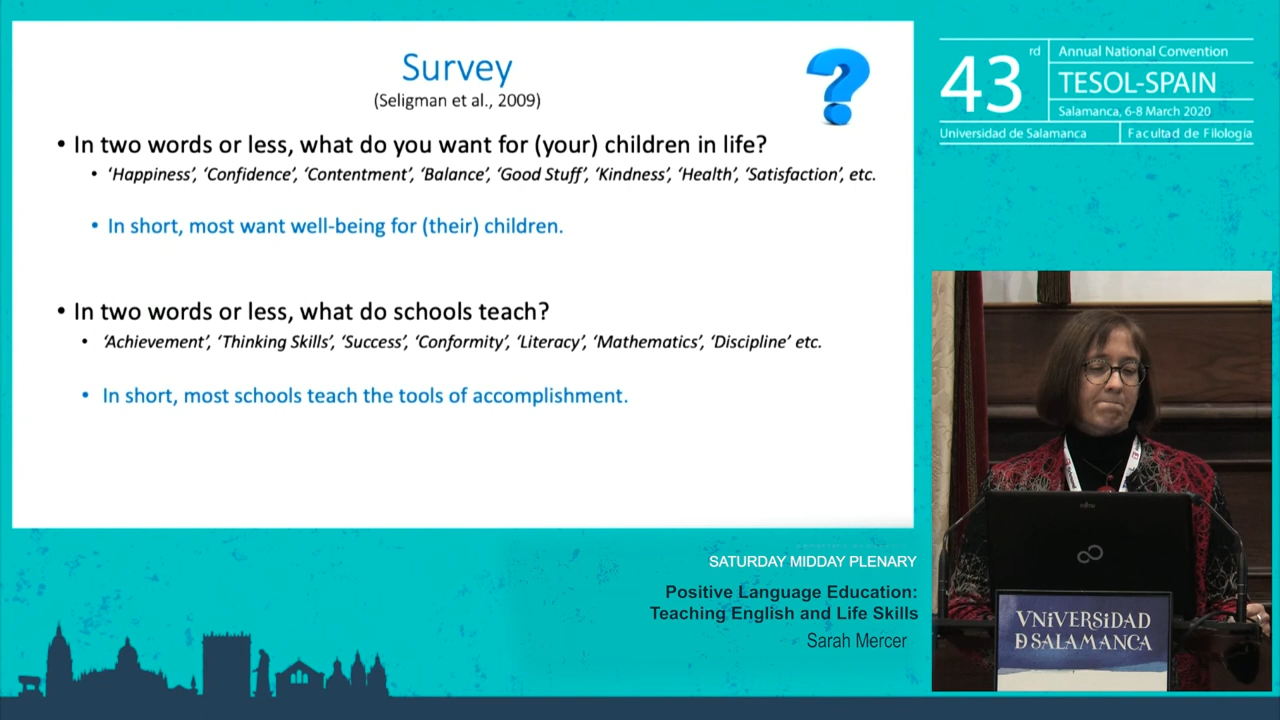 Survey
(Seligman et al., 2009)
• In two words or less, what do you want for (your) children in life?
• ‘Happiness’, ‘Confidence’, ‘Contentment’, ‘Balance’, ‘Good Stuff’, ‘Kindness’, ‘Health’, ‘Satisfaction’, etc.
• In short, most want well-being for (their) children.
• In two words or less, what do schools teach?
• ‘Achievement’, ‘Thinking Skills’, ‘Success’, ‘Conformity’, ‘Literacy’, ‘Mathematics’, ‘Discipline’ etc.
• In short, most schools teach the tools of accomplishment.
43rd
Annual National Convention
TESOL-SPAIN
Salamanca, 6-8 March 2020
Universidad de Salamanca
Facultad de Filología
SATURDAY MIDDAY PLENARY
Positive Language Education:
Teaching English and Life Skills
Sarah Mercer
VNiVERSiDAD
D SALAMANCA